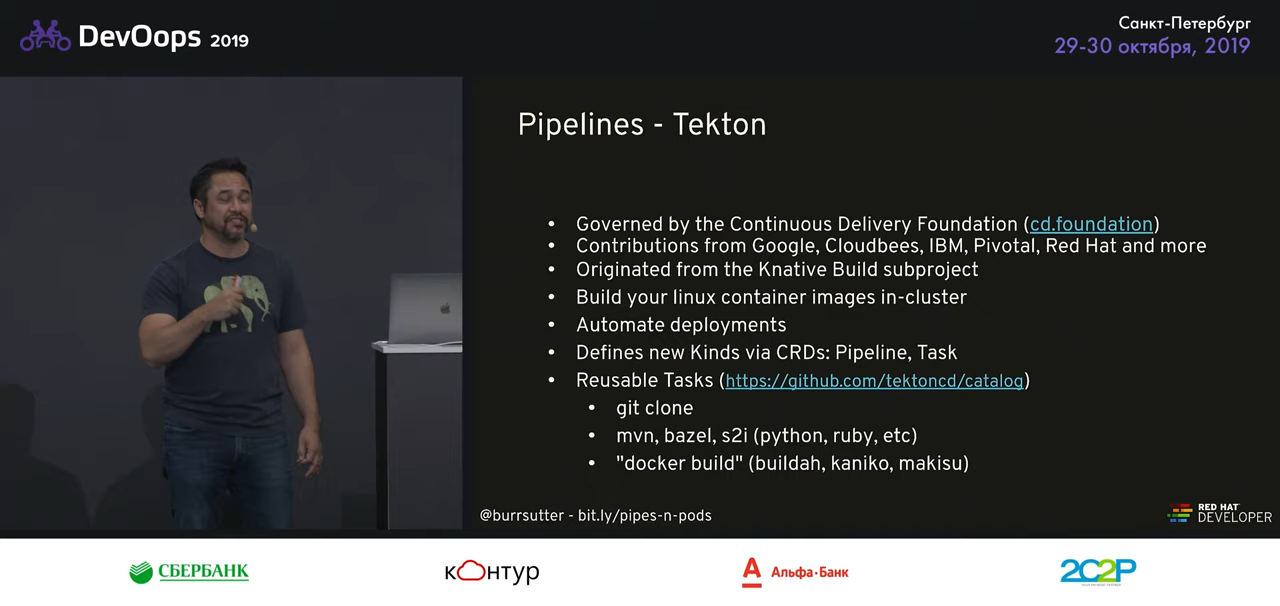 DevOops 2019
Санкт-Петербург
29-30 октября, 2019
Pipelines - Tekton
• Governed by the Continuous Delivery Foundation (cd.foundation)
• Contributions from Google, Cloudbees, IBM, Pivotal, Red Hat and more
• Originated from the Knative Build subproject
• Build your linux container images in-cluster
• Automate deployments
• Defines new Kinds via CRDs: Pipeline, Task
• Reusable Tasks (https://github.com/tektoncd/catalog)
• git clone
• mvn, bazel, s2i (python, ruby, etc)
• "docker build" (buildah, kaniko, makisu)
@burrsutter - bit.ly/pipes-n-pods
RED HAT
DEVELOPER
СБЕРБАНК
кОнтур
Альфа·Банк
2C2P